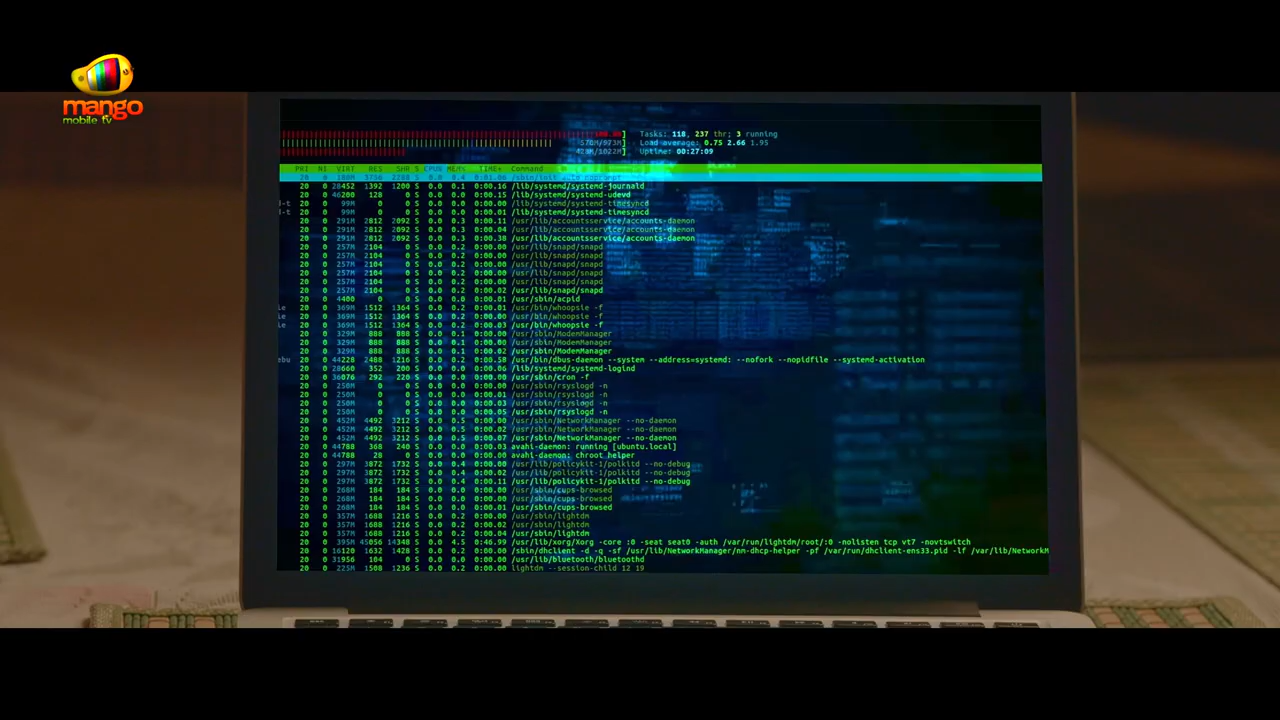 mango
mobile tv
100.0%] Tasks: 118, 237 thr; 3 running
570M/973M] Load average: 0.75 2.66 1.95
428M/1022M] Uptime: 00:27:09
PRI NI VIRT RES SHR S CPU% MEM% TIME+ Command
20 0 180M 3756 2288 S 0.0 0.4 0:01.66 /sbin/init auto noprompt
20 0 28452 1392 1200 S 0.0 0.1 0:00.16 /lib/systemd/systemd-journald
20 0 46200 128 0 S 0.0 0.0 0:00.15 /lib/systemd/systemd-udevd
d-t 20 0 99M 0 0 S 0.0 0.0 0:00.00 /lib/systemd/systemd-timesyncd
d-t 20 0 99M 0 0 S 0.0 0.0 0:00.01 /lib/systemd/systemd-timesyncd
20 0 291M 2812 2092 S 0.0 0.3 0:00.11 /usr/lib/accountsservice/accounts-daemon
20 0 291M 2812 2092 S 0.0 0.3 0:00.04 /usr/lib/accountsservice/accounts-daemon
20 0 291M 2812 2092 S 0.0 0.3 0:00.38 /usr/lib/accountsservice/accounts-daemon
20 0 257M 2104 0 S 0.0 0.2 0:00.00 /usr/lib/snapd/snapd
20 0 257M 2104 0 S 0.0 0.2 0:00.00 /usr/lib/snapd/snapd
20 0 257M 2104 0 S 0.0 0.2 0:00.00 /usr/lib/snapd/snapd
20 0 257M 2104 0 S 0.0 0.2 0:00.00 /usr/lib/snapd/snapd
20 0 257M 2104 0 S 0.0 0.2 0:00.00 /usr/lib/snapd/snapd
20 0 257M 2104 0 S 0.0 0.2 0:00.02 /usr/lib/snapd/snapd
20 0 4400 0 0 S 0.0 0.0 0:00.01 /usr/sbin/acpid
ie 20 0 369M 1512 1364 S 0.0 0.2 0:00.01 /usr/bin/whoopsie -f
ie 20 0 369M 1512 1364 S 0.0 0.2 0:00.00 /usr/bin/whoopsie -f
ie 20 0 369M 1512 1364 S 0.0 0.2 0:00.03 /usr/bin/whoopsie -f
20 0 329M 888 888 S 0.0 0.1 0:00.00 /usr/sbin/ModemManager
20 0 329M 888 888 S 0.0 0.1 0:00.00 /usr/sbin/ModemManager
20 0 329M 888 888 S 0.0 0.1 0:00.02 /usr/sbin/ModemManager
ebu 20 0 44228 2488 1216 S 0.0 0.2 0:00.58 /usr/bin/dbus-daemon --system --address=systemd: --nofork --nopidfile --systemd-activation
20 0 28660 352 200 S 0.0 0.0 0:00.06 /lib/systemd/systemd-logind
20 0 36076 292 220 S 0.0 0.0 0:00.00 /usr/sbin/cron -f
20 0 250M 0 0 S 0.0 0.0 0:00.00 /usr/sbin/rsyslogd -n
20 0 250M 0 0 S 0.0 0.0 0:00.01 /usr/sbin/rsyslogd -n
20 0 250M 0 0 S 0.0 0.0 0:00.03 /usr/sbin/rsyslogd -n
20 0 250M 0 0 S 0.0 0.0 0:00.05 /usr/sbin/rsyslogd -n
20 0 452M 4492 3212 S 0.0 0.5 0:00.00 /usr/sbin/NetworkManager --no-daemon
20 0 452M 4492 3212 S 0.0 0.5 0:00.02 /usr/sbin/NetworkManager --no-daemon
20 0 452M 4492 3212 S 0.0 0.5 0:00.07 /usr/sbin/NetworkManager --no-daemon
20 0 44788 368 240 S 0.0 0.0 0:00.03 avahi-daemon: running [ubuntu.local]
20 0 44788 28 0 S 0.0 0.0 0:00.00 avahi-daemon: chroot helper
20 0 297M 3872 1732 S 0.0 0.4 0:00.00 /usr/lib/policykit-1/polkitd --no-debug
20 0 297M 3872 1732 S 0.0 0.4 0:00.02 /usr/lib/policykit-1/polkitd --no-debug
20 0 297M 3872 1732 S 0.0 0.4 0:00.11 /usr/lib/policykit-1/polkitd --no-debug
20 0 268M 184 184 S 0.0 0.0 0:00.00 /usr/sbin/cups-browsed
20 0 268M 184 184 S 0.0 0.0 0:00.00 /usr/sbin/cups-browsed
20 0 268M 184 184 S 0.0 0.0 0:00.00 /usr/sbin/cups-browsed
20 0 357M 1688 1216 S 0.0 0.2 0:00.00 /usr/sbin/lightdm
20 0 357M 1688 1216 S 0.0 0.2 0:00.02 /usr/sbin/lightdm
20 0 357M 1688 1216 S 0.0 0.2 0:00.04 /usr/sbin/lightdm
20 0 395M 45056 14348 S 0.0 4.5 0:46.99 /usr/lib/xorg/Xorg -core :0 -seat seat0 -auth /var/run/lightdm/root/:0 -nolisten tcp vt7 -novtswitch
20 0 16120 1632 1428 S 0.0 0.2 0:00.00 /sbin/dhclient -d -q -sf /usr/lib/NetworkManager/nm-dhcp-helper -pf /var/run/dhclient-ens33.pid -lf /var/lib/NetworkM
20 0 31956 104 0 S 0.0 0.0 0:00.00 /usr/lib/bluetooth/bluetoothd
20 0 225M 1508 1236 S 0.0 0.2 0:00.00 lightdm --session-child 12 19